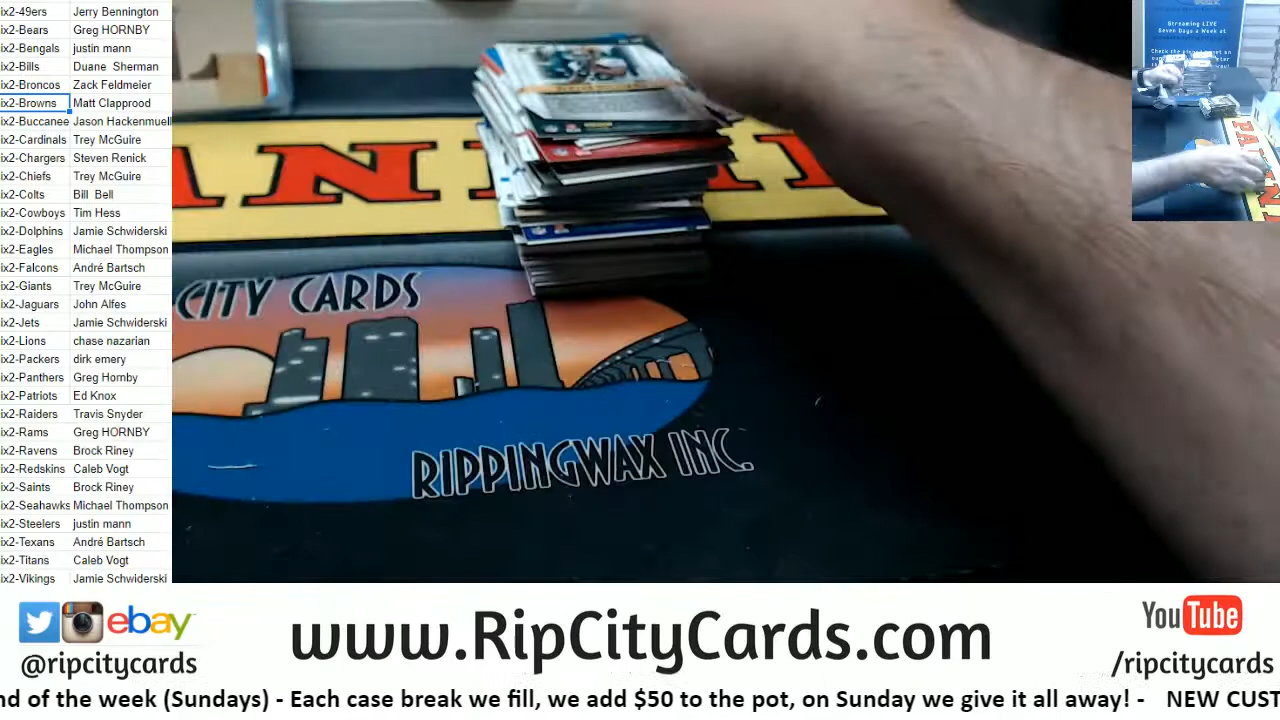 ix2-49ers Jerry Bennington
ix2-Bears Greg HORNBY
ix2-Bengals justin mann
ix2-Bills Duane Sherman
ix2-Broncos Zack Feldmeier
ix2-Browns Matt Clapprood
ix2-Buccanee Jason Hackenmuell
ix2-Cardinals Trey McGuire
ix2-Chargers Steven Renick
ix2-Chiefs Trey McGuire
ix2-Colts Bill Bell
ix2-Cowboys Tim Hess
ix2-Dolphins Jamie Schwiderski
ix2-Eagles Michael Thompson
ix2-Falcons André Bartsch
ix2-Giants Trey McGuire
ix2-Jaguars John Alfes
ix2-Jets Jamie Schwiderski
ix2-Lions chase nazarian
ix2-Packers dirk emery
ix2-Panthers Greg Hornby
ix2-Patriots Ed Knox
ix2-Raiders Travis Snyder
ix2-Rams Greg HORNBY
ix2-Ravens Brock Riney
ix2-Redskins Caleb Vogt
ix2-Saints Brock Riney
ix2-Seahawks Michael Thompson
ix2-Steelers justin mann
ix2-Texans André Bartsch
ix2-Titans Caleb Vogt
ix2-Vikings Jamie Schwiderski
Streaming LIVE
Seven Days a Week at
CITY CARDS
RIPPINGWAX INC.
ebay
@ripcitycards
www.RipCityCards.com
YouTube
/ripcitycards
nd of the week (Sundays) - Each case break we fill, we add $50 to the pot, on Sunday we give it all away! - NEW CUST